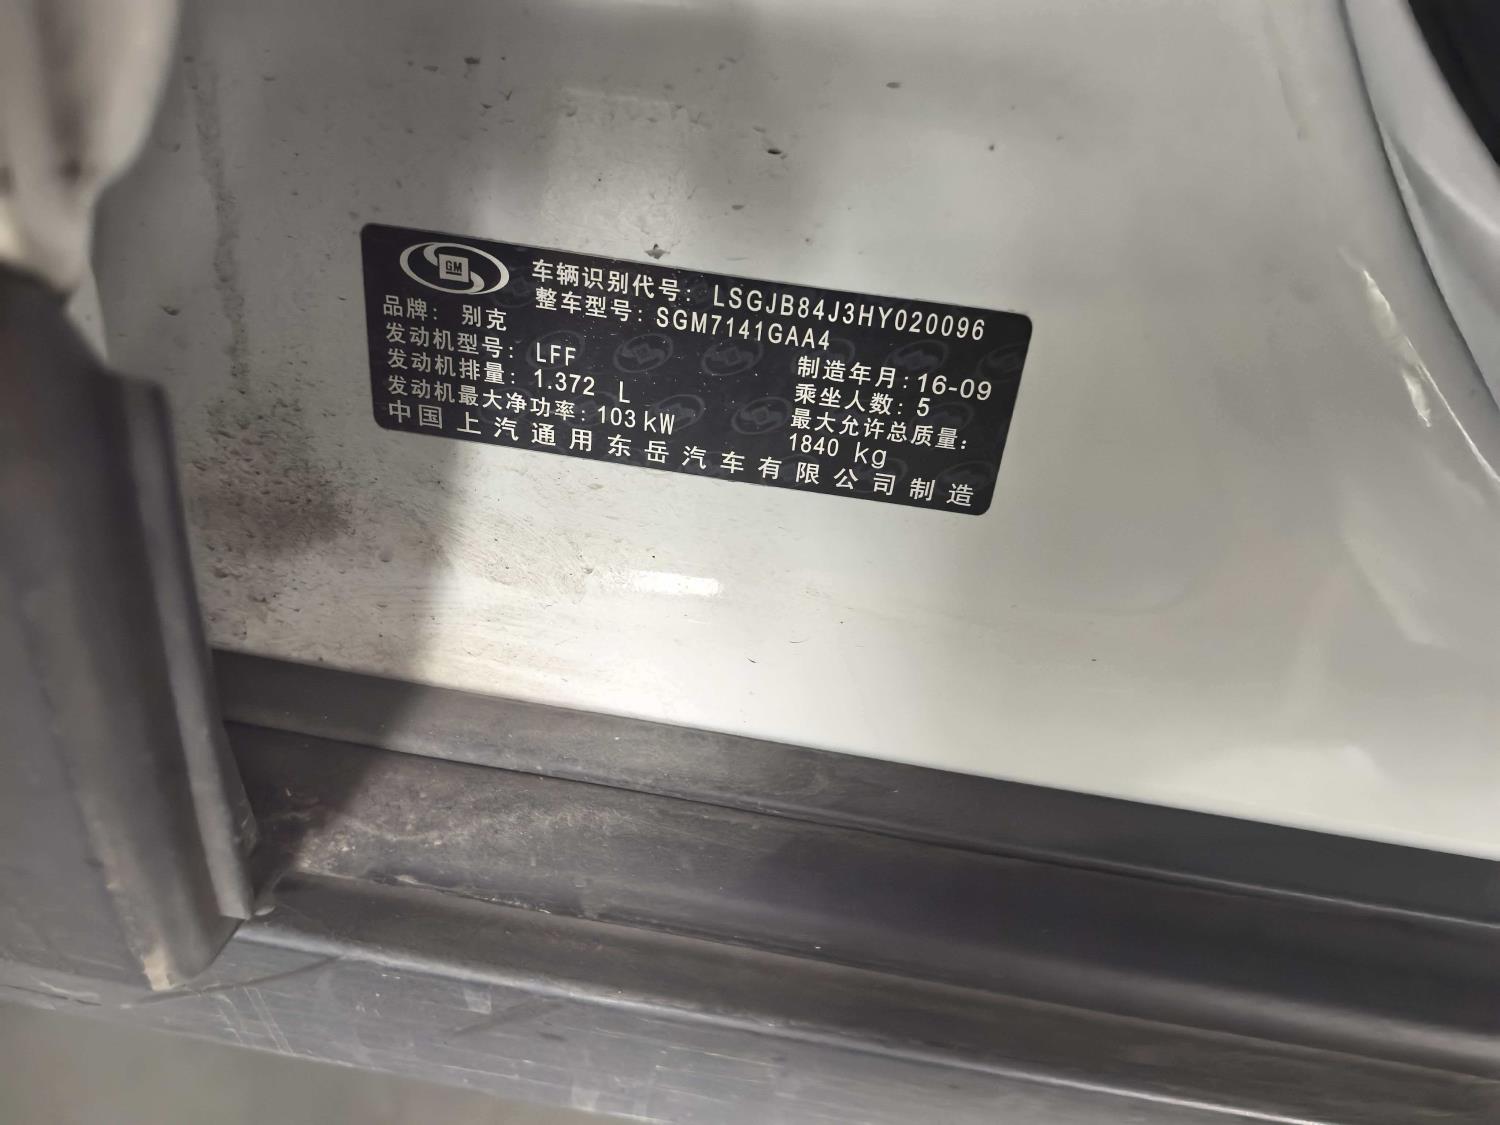 GM
车辆识别代号: LSGJB84J3HY020096
整车型号: SGM7141GAA4
品牌: 别克
发动机型号: LFF
制造年月: 16-09
发动机排量: 1.372 L
乘坐人数: 5
发动机最大净功率: 103 kW
最大允许总质量:
1840 kg
中国上汽通用东岳汽车有限公司制造